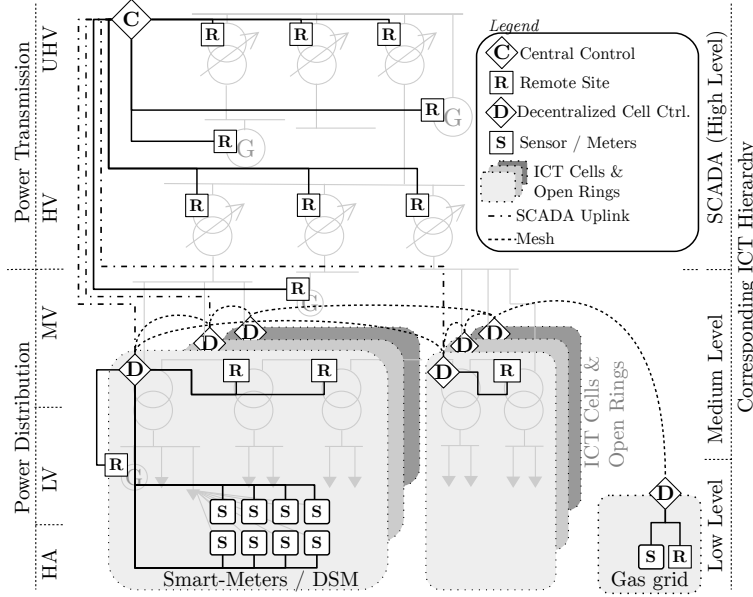 Power Transmission
Power Distribution
UHV
HV
MV
LV
HA
C
R R R
R G
R G
R R R
R G
Legend
C Central Control
R Remote Site
D Decentralized Cell Ctrl.
S Sensor / Meters
ICT Cells &
Open Rings
SCADA Uplink
Mesh
SCADA (High Level)
Medium Level
Low Level
Corresponding ICT Hierarchy
D D D
R R
R G
S S S S
S S S S
Smart-Meters / DSM
D D D
R
ICT Cells &
Open Rings
D
S R
Gas grid